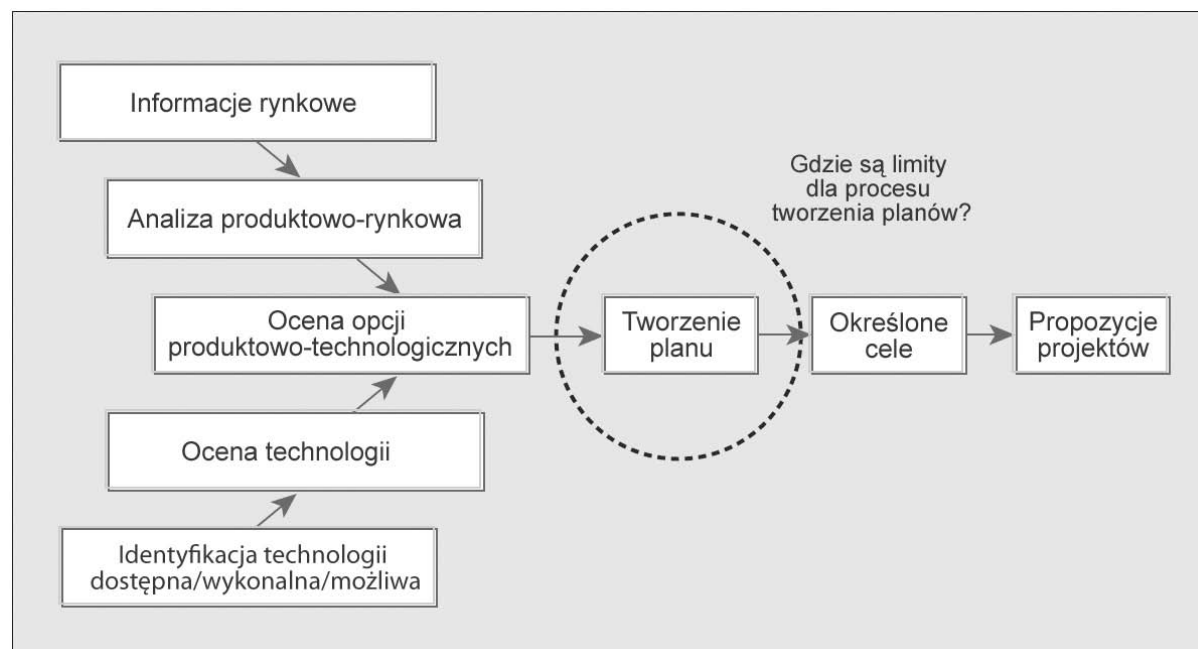 Informacje rynkowe
Analiza produktowo-rynkowa
Gdzie są limity
dla procesu
tworzenia planów?
Ocena opcji
produktowo-technologicznych
Tworzenie
planu
Określone
cele
Propozycje
projektów
Ocena technologii
Identyfikacja technologii
dostępna/wykonalna/możliwa